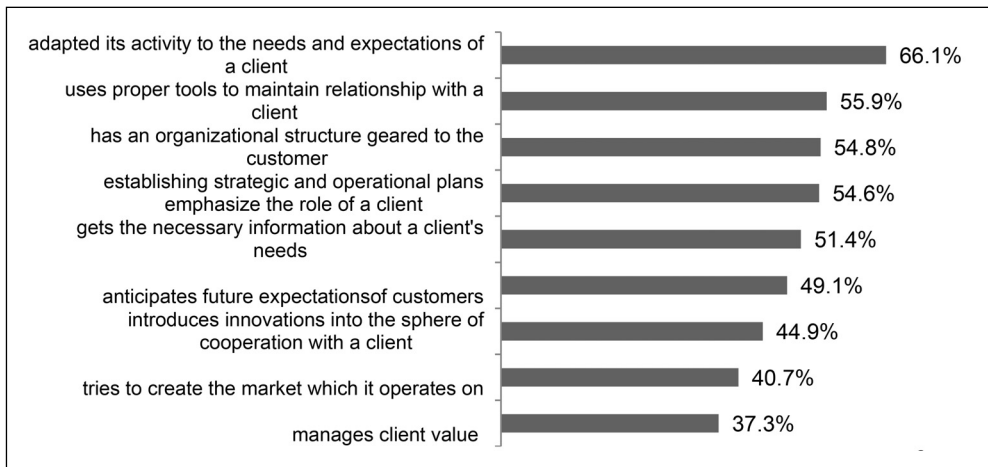 adapted its activity to the needs and expectations of
a client
66.1%
uses proper tools to maintain relationship with a
client
55.9%
has an organizational structure geared to the
customer
54.8%
establishing strategic and operational plans
emphasize the role of a client
54.6%
gets the necessary information about a client's
needs
51.4%
anticipates future expectationsof customers
49.1%
introduces innovations into the sphere of
cooperation with a client
44.9%
tries to create the market which it operates on
40.7%
manages client value
37.3%